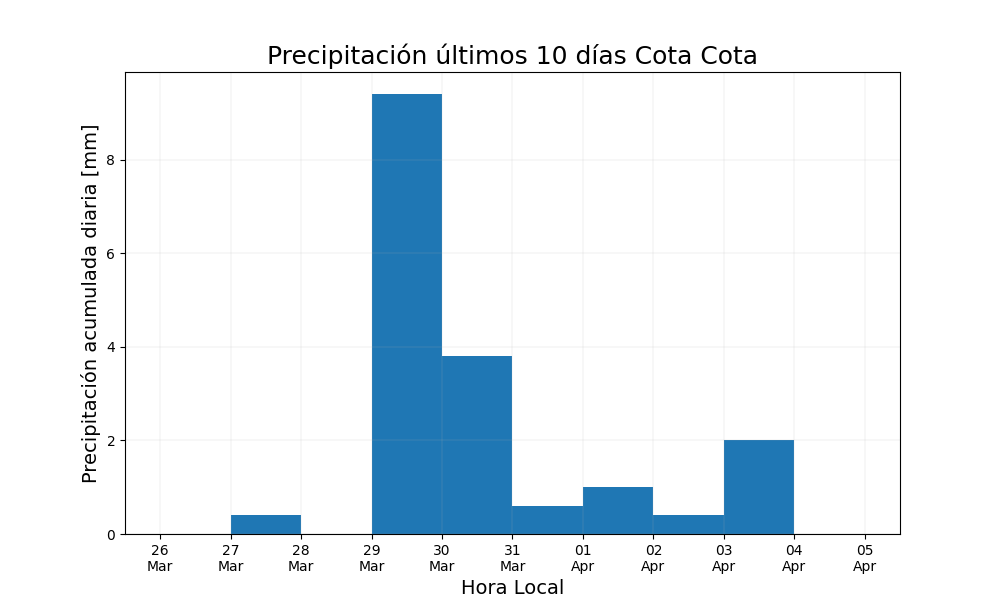 Precipitación últimos 10 días Cota Cota
Precipitación acumulada diaria [mm]
8
6
4
2
0
26 27 28 29 30 31 01 02 03 04 05
Mar Mar Mar Mar Mar Mar Apr Apr Apr Apr Apr
Hora Local